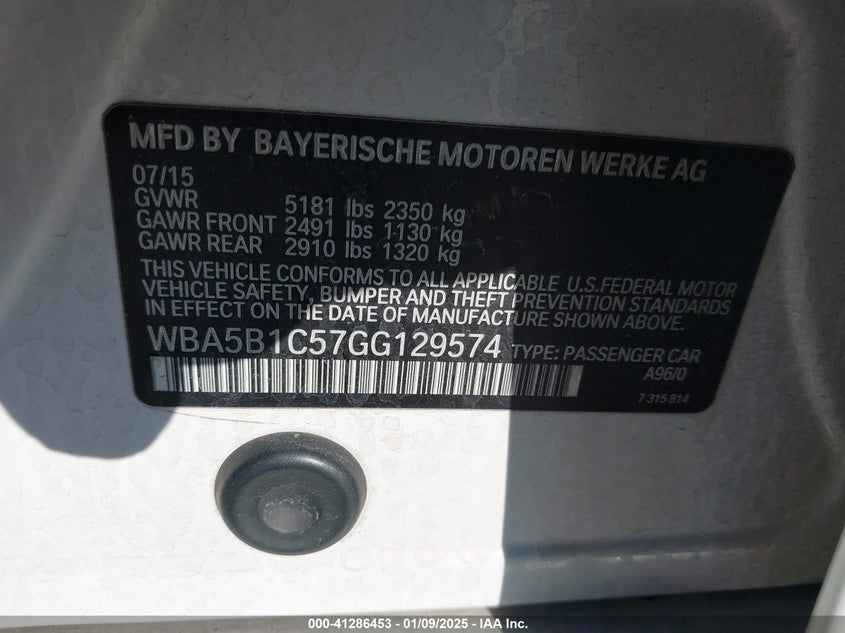 MFD BY BAYERISCHE MOTOREN WERKE AG
07/15
GVWR 5181 lbs 2350 kg
GAWR FRONT 2491 lbs 1130 kg
GAWR REAR 2910 lbs 1320 kg
THIS VEHICLE CONFORMS TO ALL APPLICABLE U.S.FEDERAL MOTOR
VEHICLE SAFETY, BUMPER AND THEFT PREVENTION STANDARDS
IN EFFECT ON THE DATE OF MANUFACTURE SHOWN ABOVE
WBA5B1C57GG129574 TYPE: PASSENGER CAR
A96/0
7 315 814
000-41286453 - 01/09/2025 - IAA Inc.